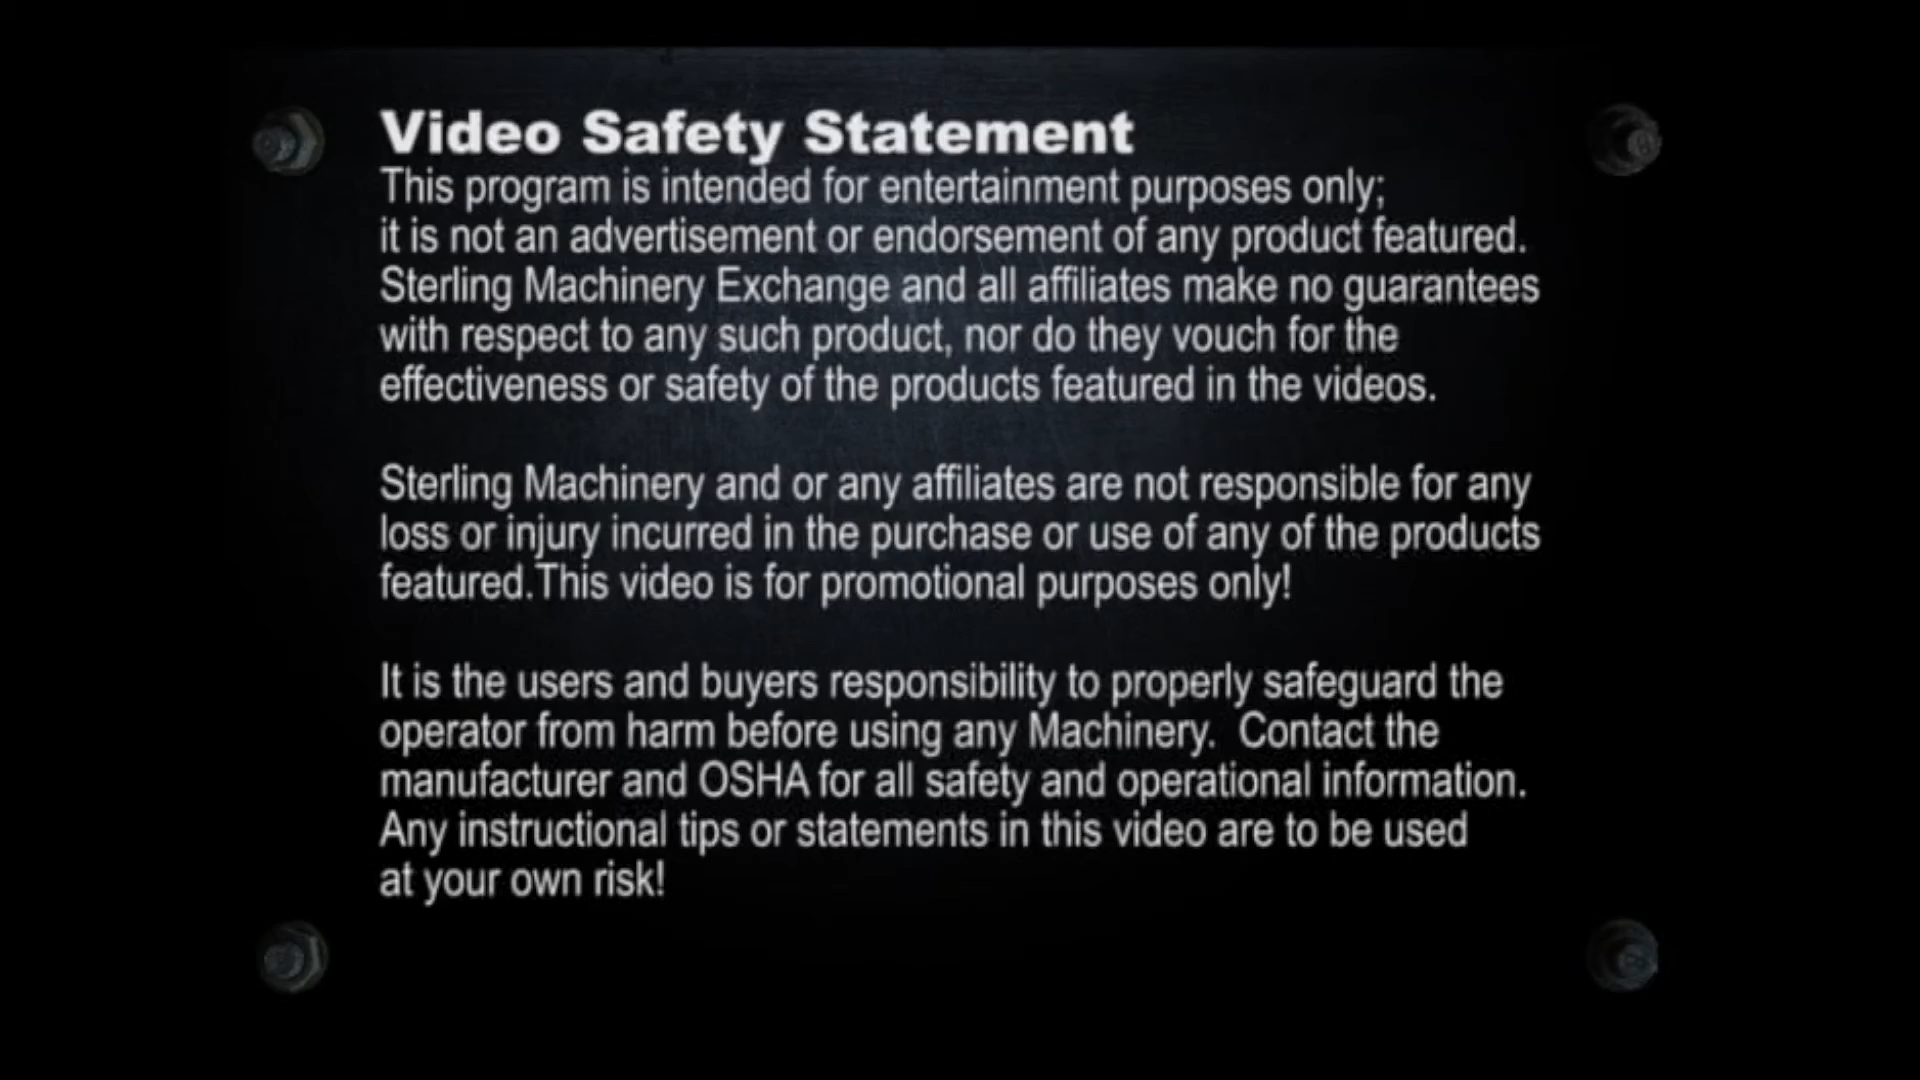 Video Safety Statement
This program is intended for entertainment purposes only;
it is not an advertisement or endorsement of any product featured.
Sterling Machinery Exchange and all affiliates make no guarantees
with respect to any such product, nor do they vouch for the
effectiveness or safety of the products featured in the videos.
Sterling Machinery and or any affiliates are not responsible for any
loss or injury incurred in the purchase or use of any of the products
featured.This video is for promotional purposes only!
It is the users and buyers responsibility to properly safeguard the
operator from harm before using any Machinery.  Contact the
manufacturer and OSHA for all safety and operational information.
Any instructional tips or statements in this video are to be used
at your own risk!